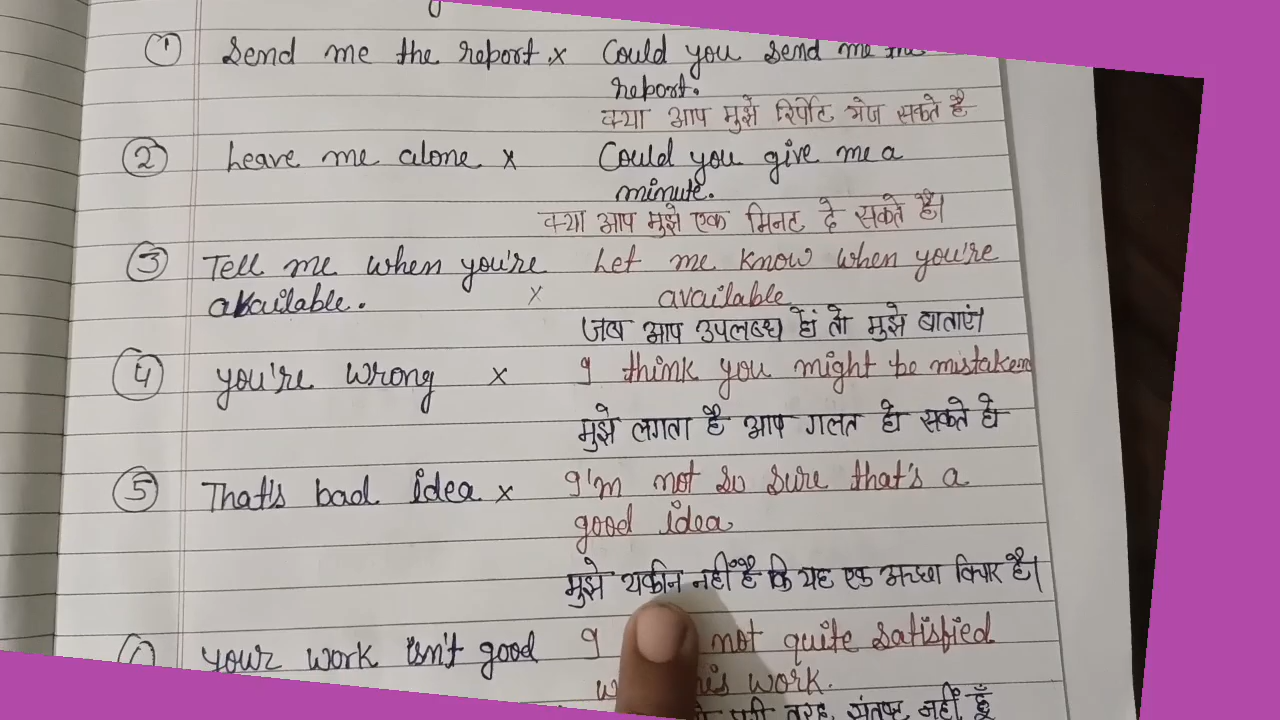 ① Send me the report. x Could you send me the
report.
क्या आप मुझे रिर्पोट भेज सकते है
② Leave me alone x Could you give me a
minute.
क्या आप मुझे एक मिनट दे सकते है।
③ Tell me when you're Let me know when you're
available. x available
(जब आप उपलब्ध हों तो मुझे बाताएं।
④ you're wrong x I think you might be mistaken
मुझे लगता है आप गलत हो सकते हो
⑤ That's bad idea x I'm not so sure that's a
good idea
मुझे यकीन नहीं है कि यह एक अच्छा विचार है।
your work isn't good I not quite satisfied
work.
पूरी तरह संतुष्ट नहीं हूँ